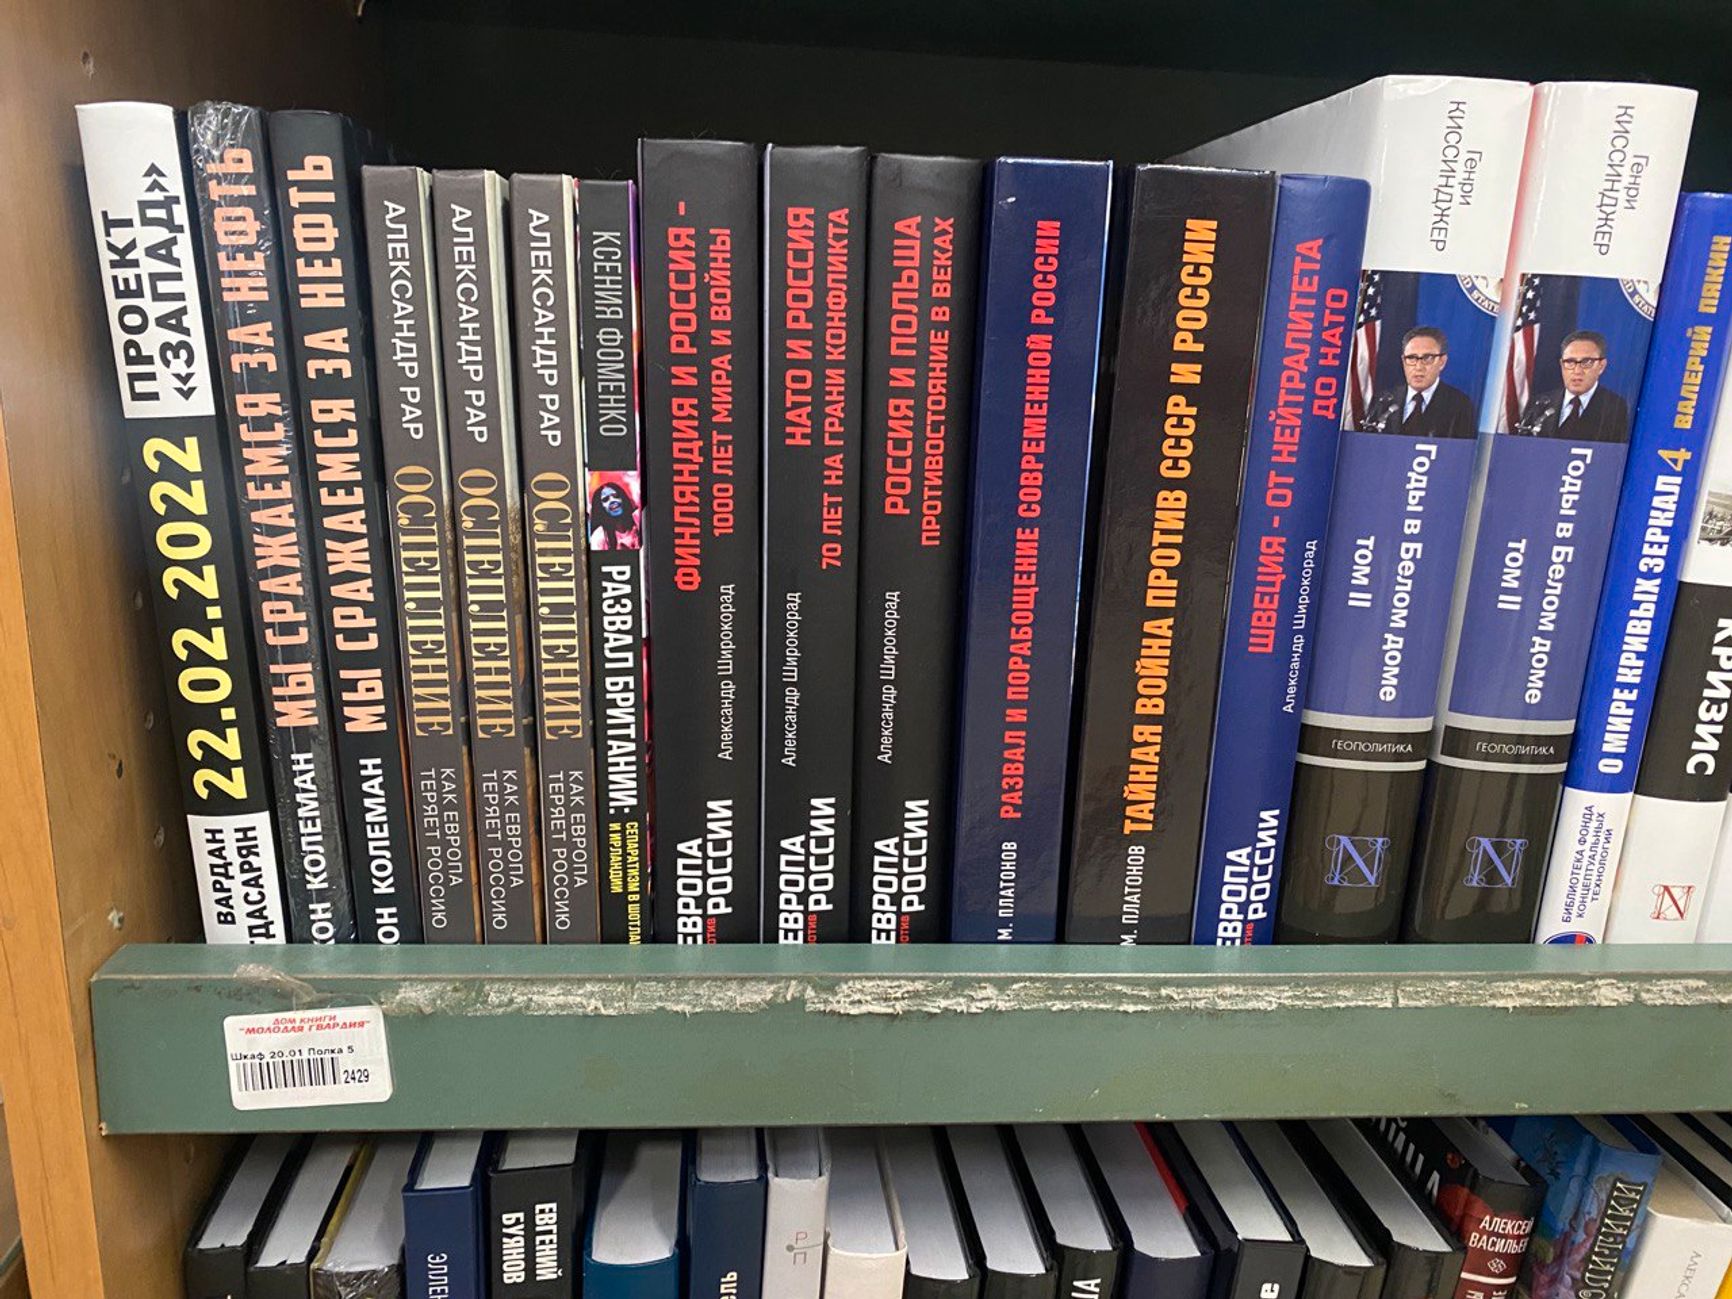 ПРОЕКТ
«ЗАПАД»
22.02.2022
ВАРДАН
МЫ СРАЖАЕМСЯ ЗА НЕФТЬ
КОЛЕМАН
МЫ СРАЖАЕМСЯ ЗА НЕФТЬ
КОЛЕМАН
АЛЕКСАНДР РАР
ОСЛЕПЛЕНИЕ
КАК ЕВРОПА
ТЕРЯЕТ РОССИЮ
АЛЕКСАНДР РАР
ОСЛЕПЛЕНИЕ
КАК ЕВРОПА
ТЕРЯЕТ РОССИЮ
АЛЕКСАНДР РАР
ОСЛЕПЛЕНИЕ
КАК ЕВРОПА
ТЕРЯЕТ РОССИЮ
КСЕНИЯ ФОМЕНКО
РАЗВАЛ БРИТАНИИ:
СЕПАРАТИЗМ В
И ИРЛАНДИИ
ФИНЛЯНДИЯ И РОССИЯ -
1000 ЛЕТ МИРА И ВОЙНЫ
Александр Широкорад
ЕВРОПА
РОССИИ
НАТО И РОССИЯ
70 ЛЕТ НА ГРАНИ КОНФЛИКТА
Александр Широкорад
ЕВРОПА
РОССИИ
РОССИЯ И ПОЛЬША
ПРОТИВОСТОЯНИЕ В ВЕКАХ
Александр Широкорад
ЕВРОПА
РОССИИ
М. ПЛАТОНОВ РАЗВАЛ И ПОРАБОЩЕНИЕ СОВРЕМЕННОЙ РОССИИ
М. ПЛАТОНОВ ТАЙНАЯ ВОЙНА ПРОТИВ СССР И РОССИИ
ШВЕЦИЯ - ОТ НЕЙТРАЛИТЕТА
ДО НАТО
Александр Широкорад
ЕВРОПА
РОССИИ
Генри
КИССИНДЖЕР
Годы в Белом доме
ТОМ II
ГЕОПОЛИТИКА
Генри
КИССИНДЖЕР
Годы в Белом доме
ТОМ II
ГЕОПОЛИТИКА
О МИРЕ КРИВЫХ ЗЕРКАЛ 4 ВАЛЕРИЙ ПЯКИН
БИБЛИОТЕКА ФОНДА
КОНЦЕПТУАЛЬНЫХ
ТЕХНОЛОГИЙ
КРИЗИС
ДОМ КНИГИ
"МОЛОДАЯ ГВАРДИЯ"
Шкаф 20.01 Полка 5
2429
ЕВГЕНИЙ
БУЯНОВ
Р
П
АЛЕКСЕЙ
ВАСИЛЬЕВ